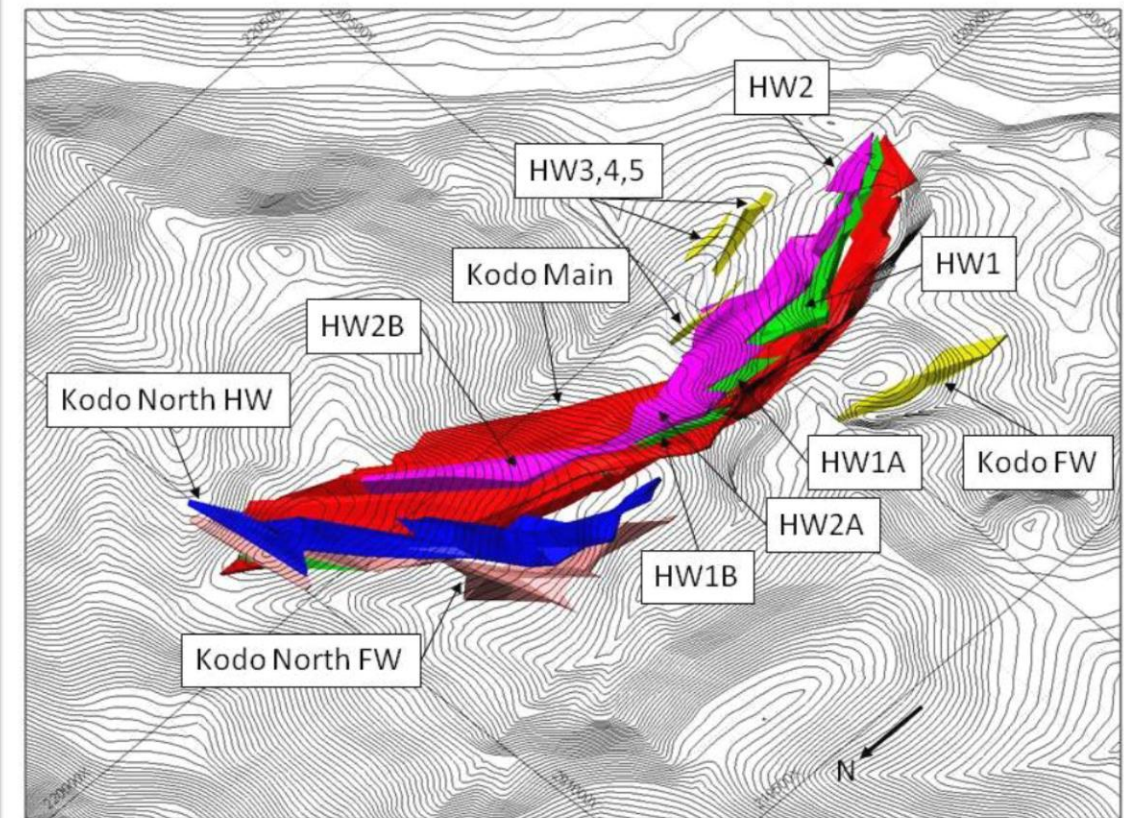 HW2
HW3,4,5
HW1
Kodo Main
HW2B
Kodo North HW
HW1A
Kodo FW
HW2A
HW1B
Kodo North FW
N